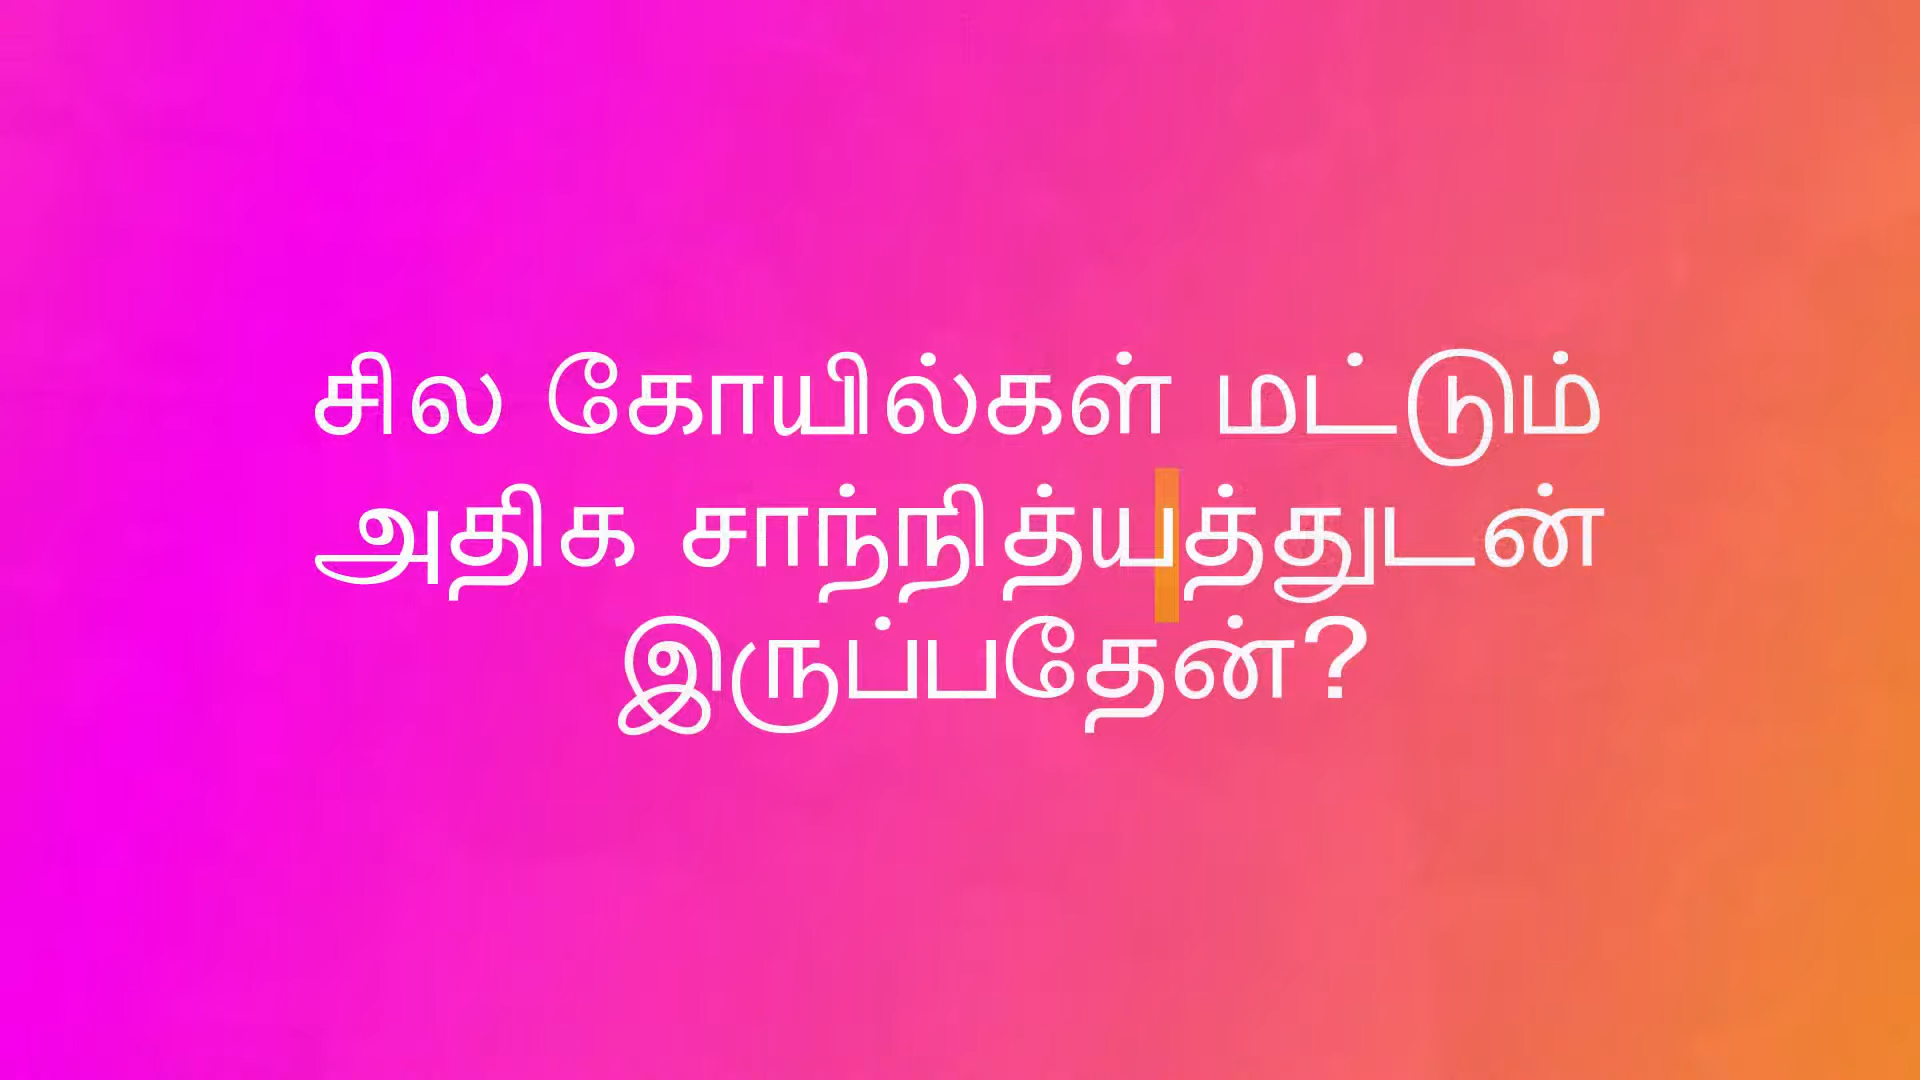 சில கோயில்கள் மட்டும்
அதிக சாந்நித்யத்துடன்
இருப்பதேன்?